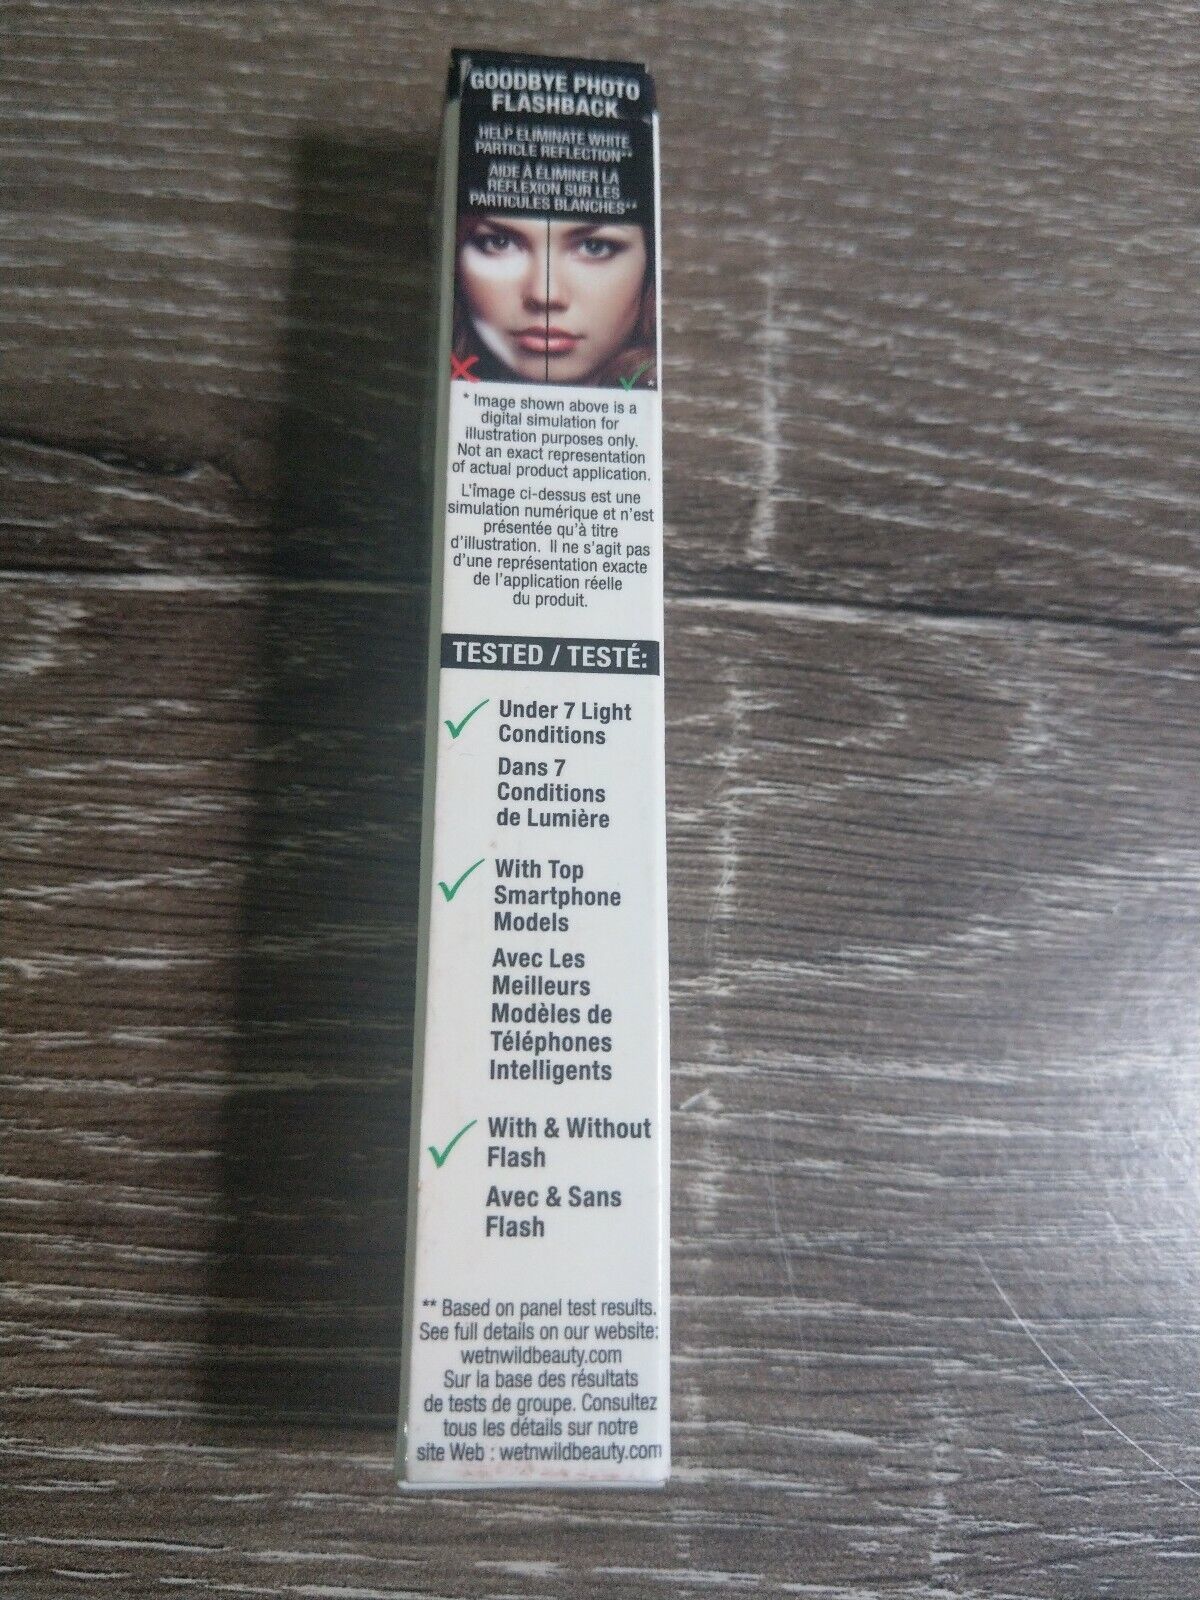 GOODBYE PHOTO
FLASHBACK
HELP ELIMINATE WHITE
PARTICLE REFLECTION**
AIDE À ÉLIMINER LA
RÉFLEXION SUR LES
PARTICULES BLANCHES**
*
* Image shown above is a
digital simulation for
illustration purposes only.
Not an exact representation
of actual product application.
L'îmage ci-dessus est une
simulation numérique et n'est
présentée qu'à titre
d'illustration. Il ne s'agit pas
d'une représentation exacte
de l'application réelle
du produit.
TESTED / TESTÉ:
Under 7 Light
Conditions
Dans 7
Conditions
de Lumière
With Top
Smartphone
Models
Avec Les
Meilleurs
Modèles de
Téléphones
Intelligents
With & Without
Flash
Avec & Sans
Flash
** Based on panel test results.
See full details on our website:
wetnwildbeauty.com
Sur la base des résultats
de tests de groupe. Consultez
tous les détails sur notre
site Web : wetnwildbeauty.com